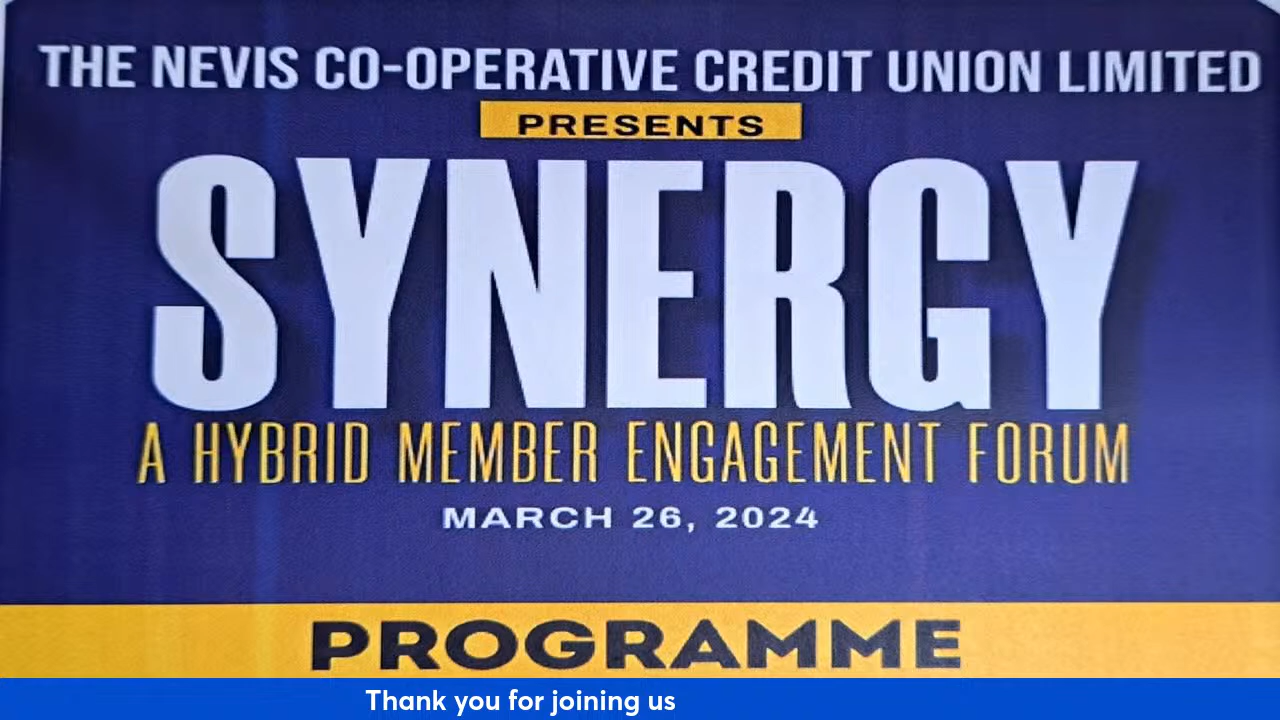 THE NEVIS CO-OPERATIVE CREDIT UNION LIMITED
PRESENTS
SYNERGY
A HYBRID MEMBER ENGAGEMENT FORUM
MARCH 26, 2024
PROGRAMME
Thank you for joining us